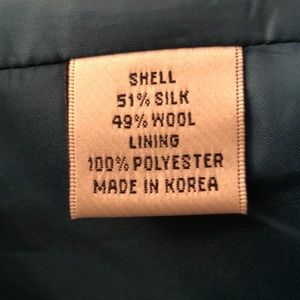 SHELL
51% SILK
49% WOOL
LINING
100% POLYESTER
MADE IN KOREA